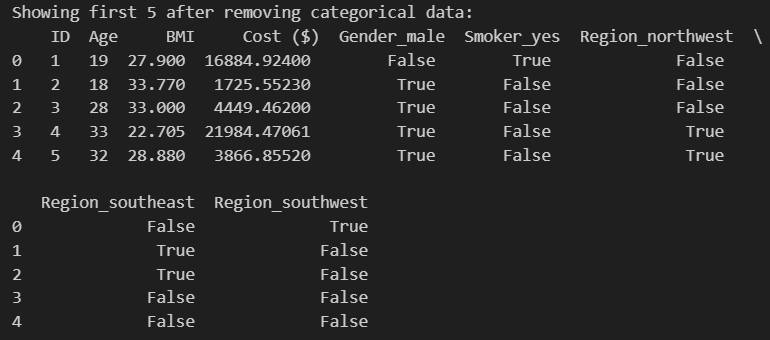 Showing first 5 after removing categorical data:
   ID  Age     BMI     Cost ($)  Gender_male  Smoker_yes  Region_northwest  \
0   1   19  27.900  16884.92400        False        True             False
1   2   18  33.770   1725.55230         True       False             False
2   3   28  33.000   4449.46200         True       False             False
3   4   33  22.705  21984.47061         True       False              True
4   5   32  28.880   3866.85520         True       False              True
   Region_southeast  Region_southwest
0             False              True
1              True             False
2              True             False
3             False             False
4             False             False